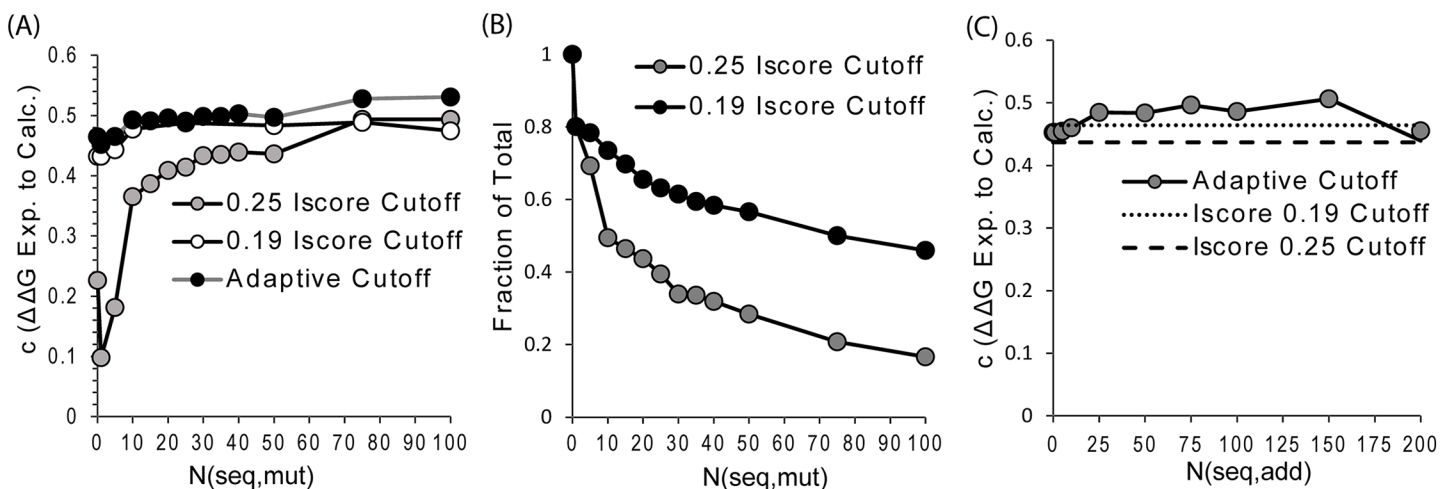 (A)
c (ΔΔG Exp. to Calc.)
0.6
0.5
0.4
0.3
0.2
0.1
0
0.25 Iscore Cutoff
0.19 Iscore Cutoff
Adaptive Cutoff
0 10 20 30 40 50 60 70 80 90 100
N(seq,mut)
(B)
Fraction of Total
1
0.8
0.6
0.4
0.2
0
0.25 Iscore Cutoff
0.19 Iscore Cutoff
0 10 20 30 40 50 60 70 80 90 100
N(seq,mut)
(C)
c (ΔΔG Exp. to Calc.)
0.6
0.5
0.4
0.3
0.2
0.1
0
Adaptive Cutoff
Iscore 0.19 Cutoff
Iscore 0.25 Cutoff
0 25 50 75 100 125 150 175 200
N(seq,add)